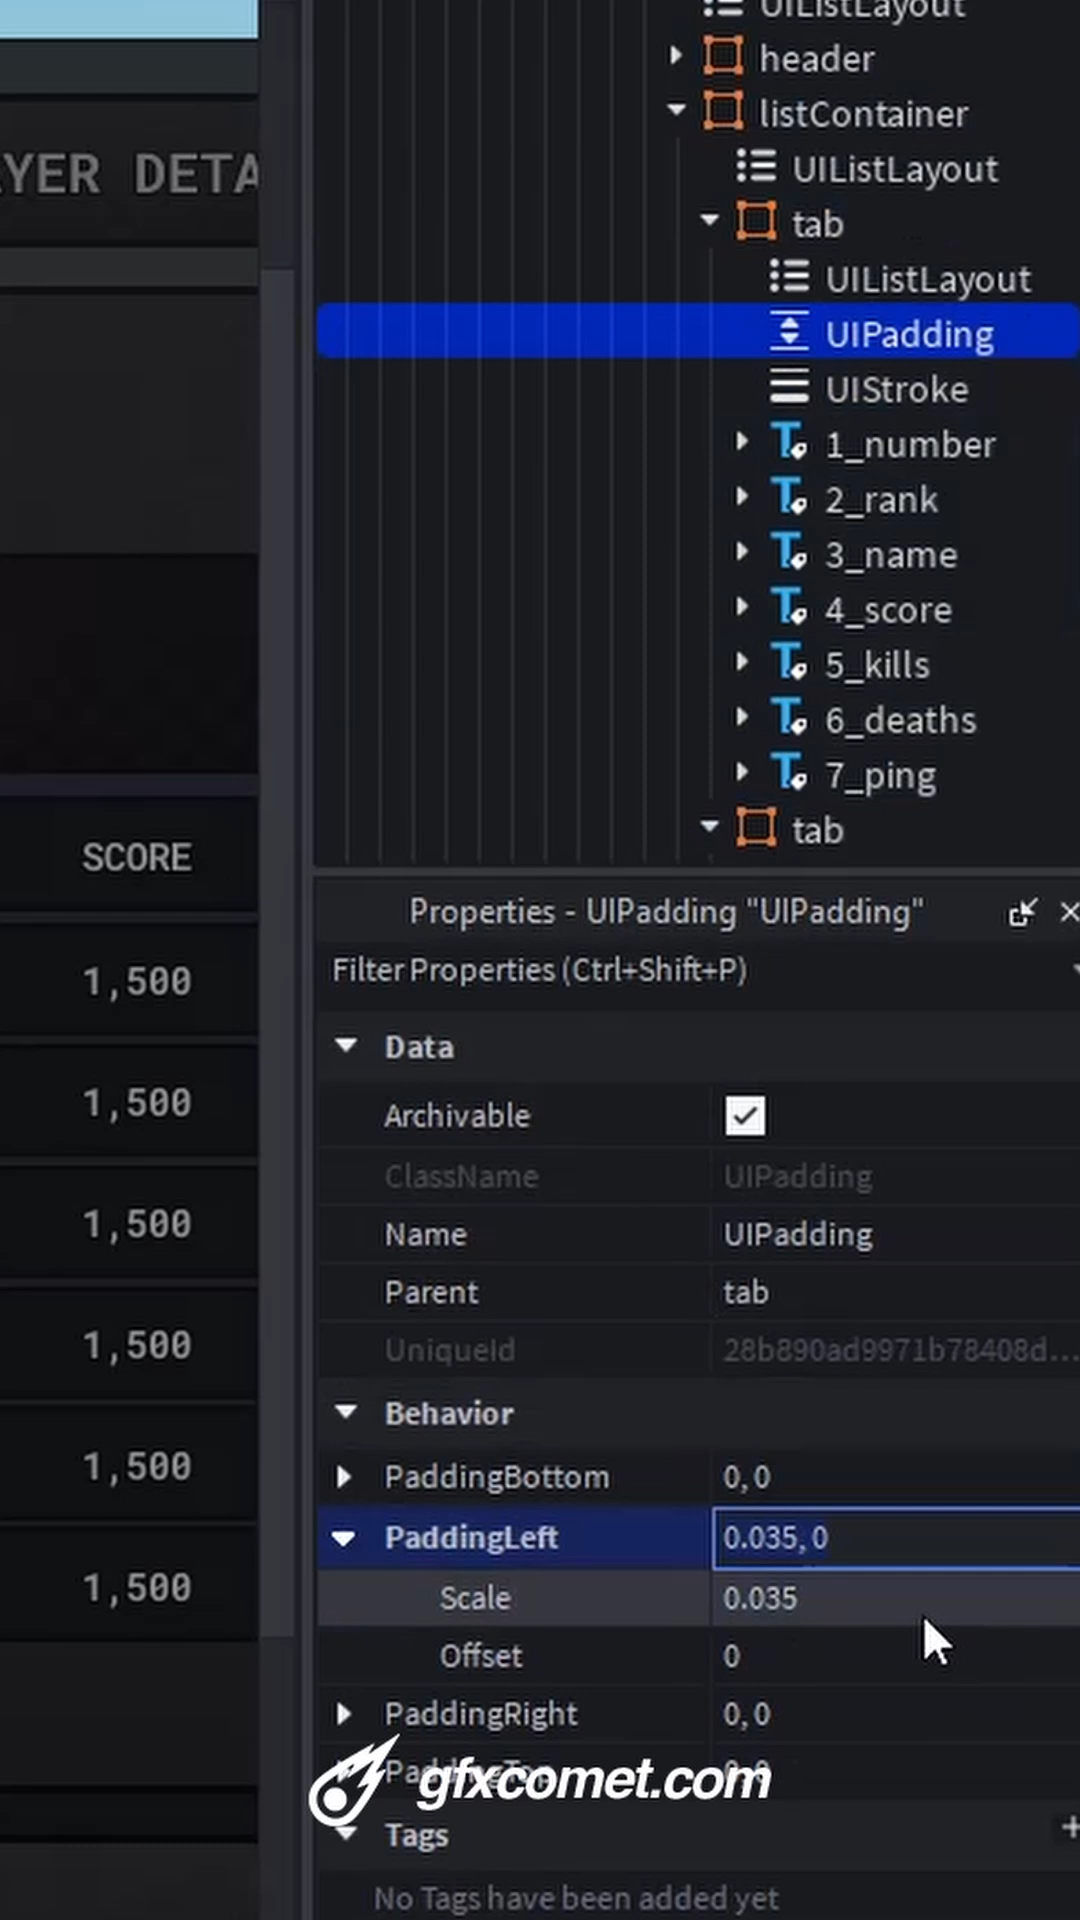 UIListLayout
header
listContainer
UIListLayout
tab
UIListLayout
UIPadding
UIStroke
1_number
2_rank
3_name
4_score
5_kills
6_deaths
7_ping
tab
YER DETA
SCORE
1,500
1,500
1,500
1,500
1,500
1,500
Properties - UIPadding "UIPadding"
Filter Properties (Ctrl+Shift+P)
Data
Archivable
ClassName UIPadding
Name UIPadding
Parent tab
UniqueId 28b890ad9971b78408d...
Behavior
PaddingBottom 0, 0
PaddingLeft 0.035, 0
Scale 0.035
Offset 0
PaddingRight 0, 0
PaddingTop 0, 0
gfxcomet.com
Tags
No Tags have been added yet